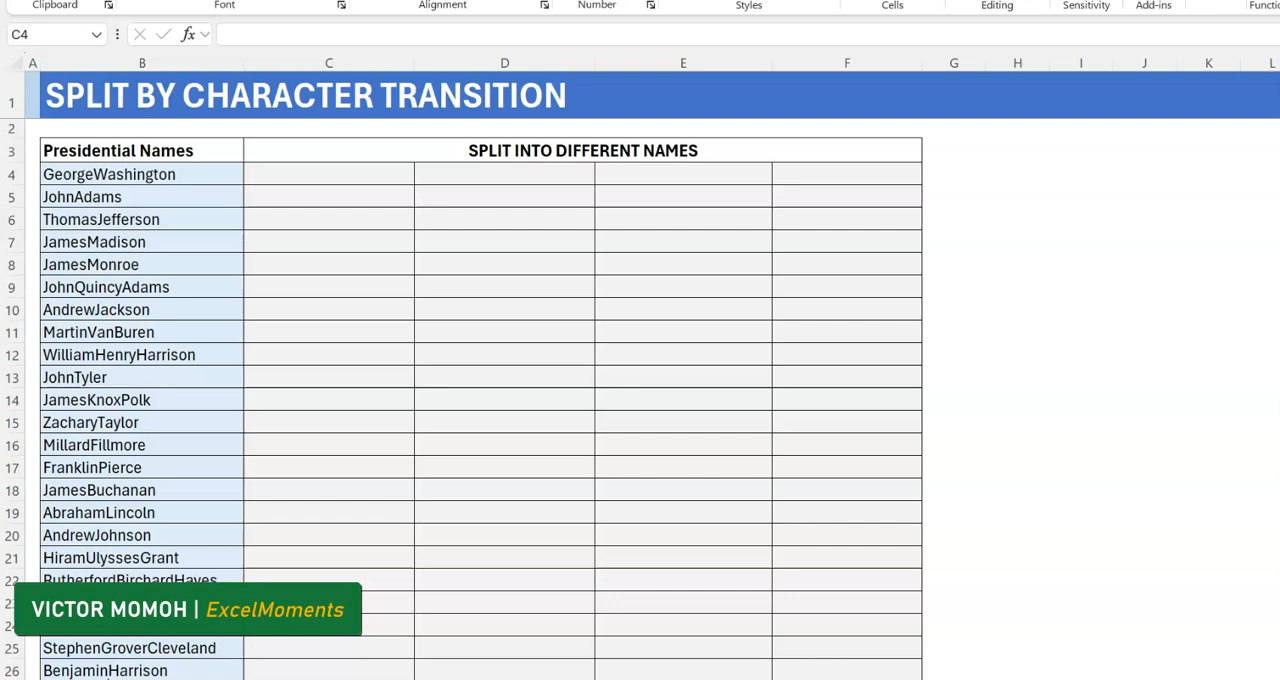 Clipboard Font Alignment Number Styles Cells Editing Sensitivity Add-ins
C4 fx
A B C D E F G H I J K L
1 SPLIT BY CHARACTER TRANSITION
2
3 Presidential Names SPLIT INTO DIFFERENT NAMES
4 GeorgeWashington
5 JohnAdams
6 ThomasJefferson
7 JamesMadison
8 JamesMonroe
9 JohnQuincyAdams
10 AndrewJackson
11 MartinVanBuren
12 WilliamHenryHarrison
13 JohnTyler
14 JamesKnoxPolk
15 ZacharyTaylor
16 MillardFillmore
17 FranklinPierce
18 JamesBuchanan
19 AbrahamLincoln
20 AndrewJohnson
21 HiramUlyssesGrant
22 RutherfordBirchardHayes
VICTOR MOMOH | ExcelMoments
25 StephenGroverCleveland
26 BenjaminHarrison